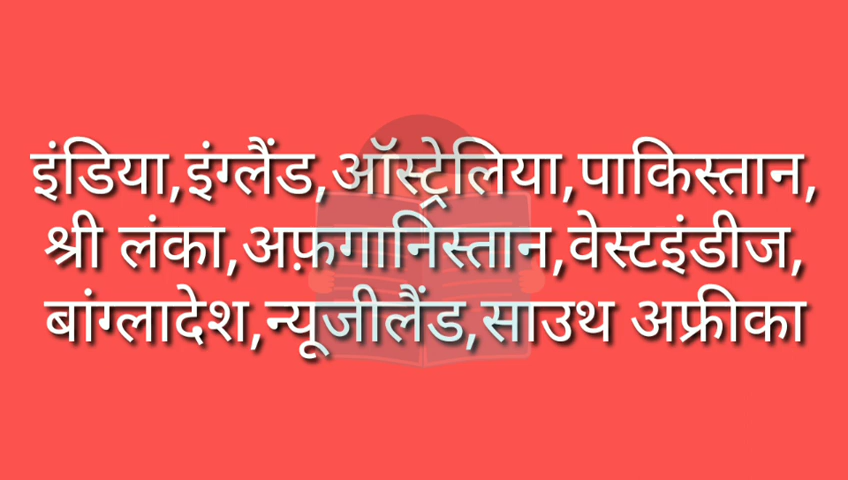 इंडिया,इंग्लैंड,ऑस्ट्रेलिया,पाकिस्तान,
श्री लंका,अफ़गानिस्तान,वेस्टइंडीज,
बांग्लादेश,न्यूजीलैंड,साउथ अफ्रीका